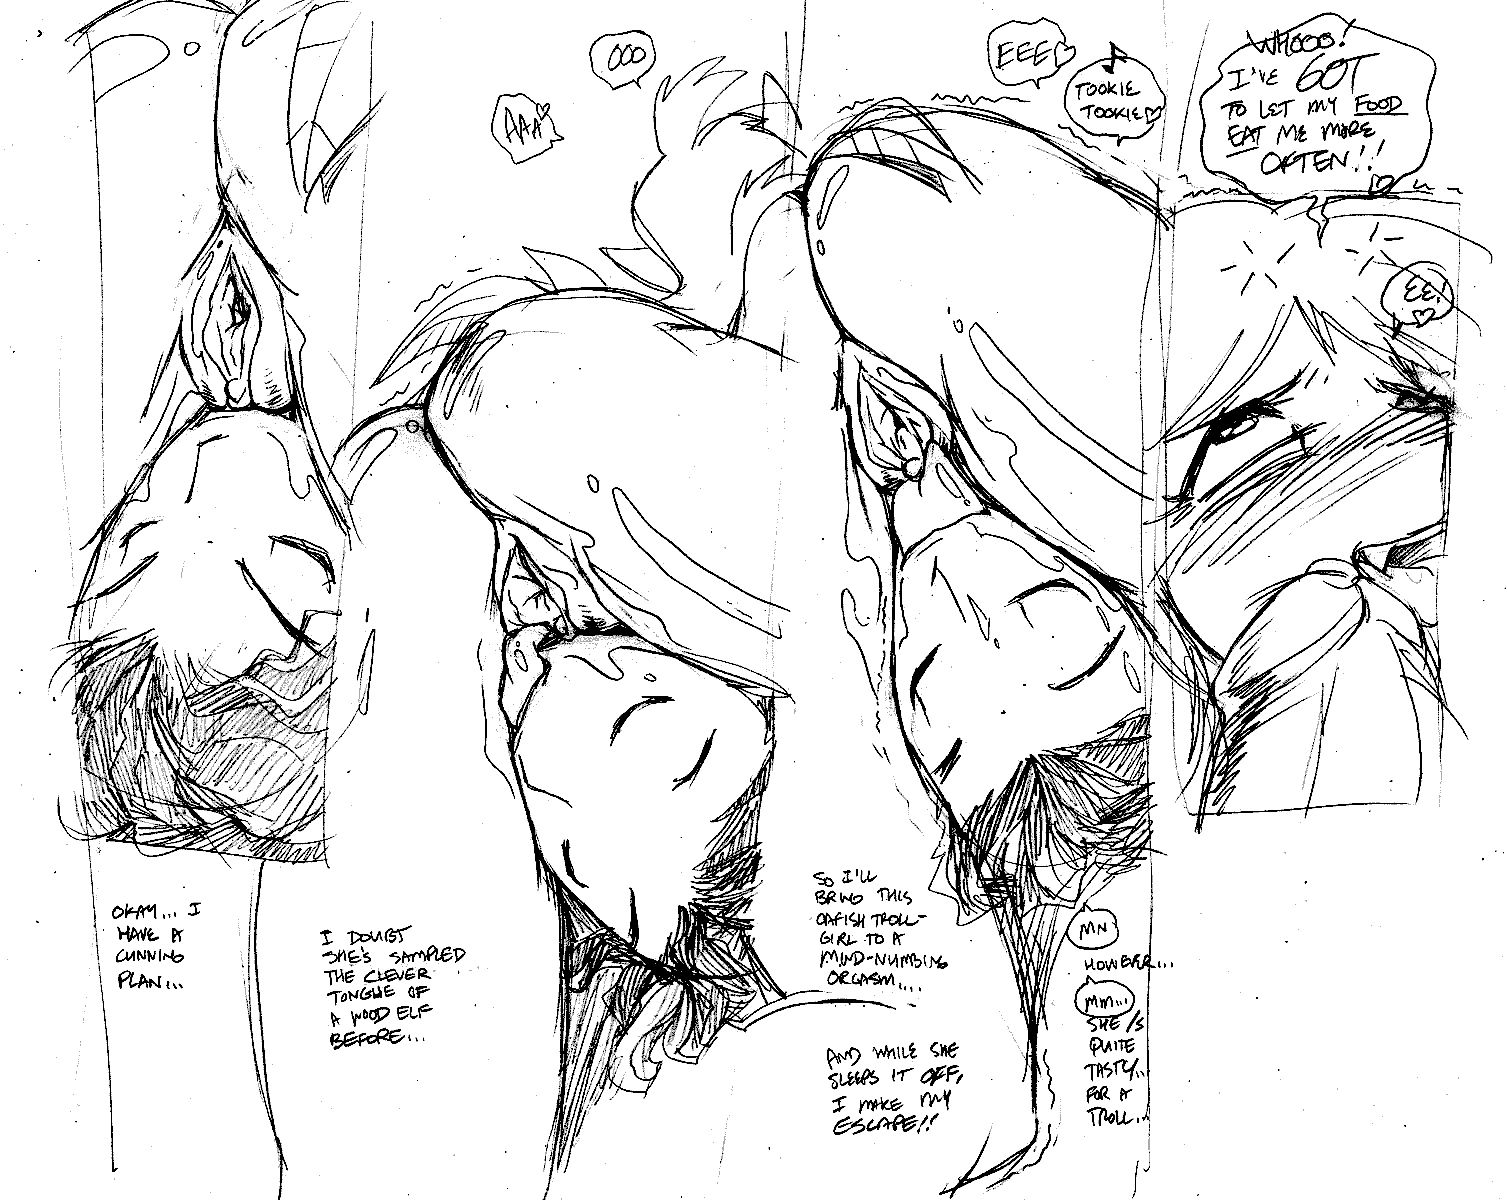 OKAY... I
HAVE A
CUNNING
PLAN...
I DOUBT
SHE'S SAMPLED
THE CLEVER
TONGUE OF
A WOOD ELF
BEFORE...
AAA
OOO
SO I'LL
BRING THIS
OAFISH TROLL-
GIRL TO A
MIND-NUMBING
ORGASM....
AND WHILE SHE
SLEEPS IT OFF,
I MAKE MY
ESCAPE!!
EEE
TOOKIE
TOOKIE
MN
HOWEVER...
MM...
SHE IS
QUITE
TASTY..
FOR A
TROLL..
WHOOO!
I'VE GOT
TO LET MY FOOD
EAT ME MORE
OFTEN!!
EE!